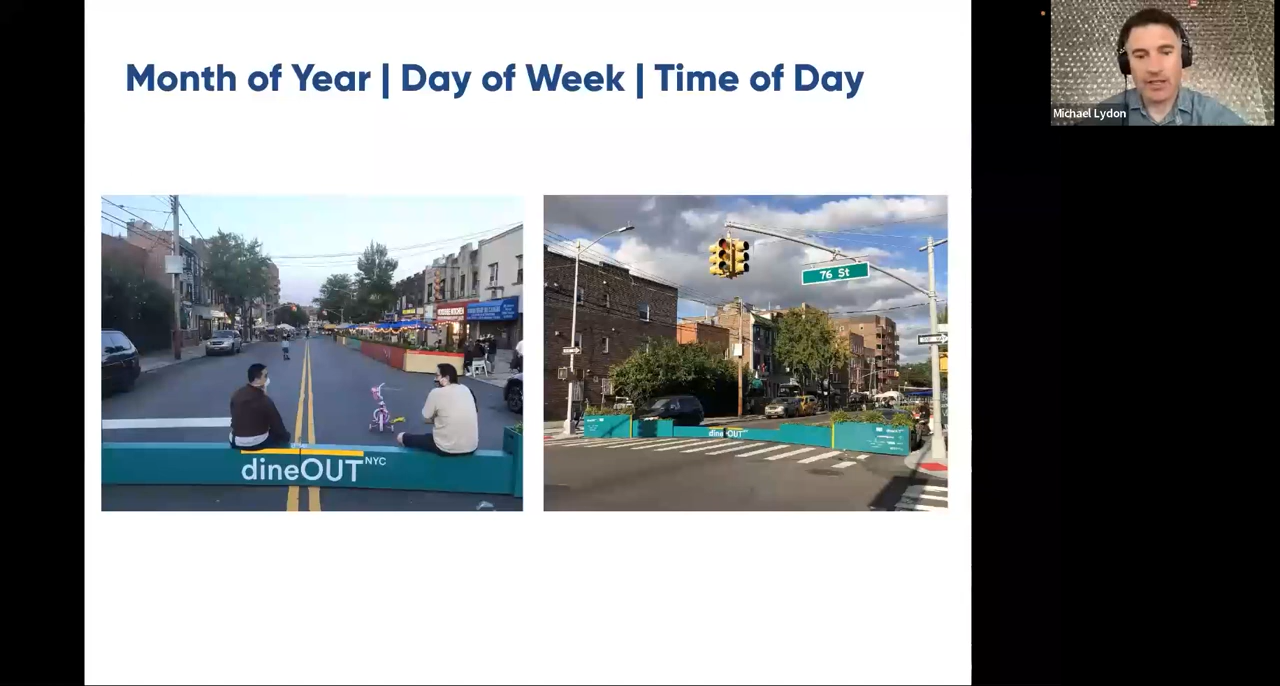 Month of Year | Day of Week | Time of Day
Michael Lydon
dineOUT NYC
76 St
dineOUT